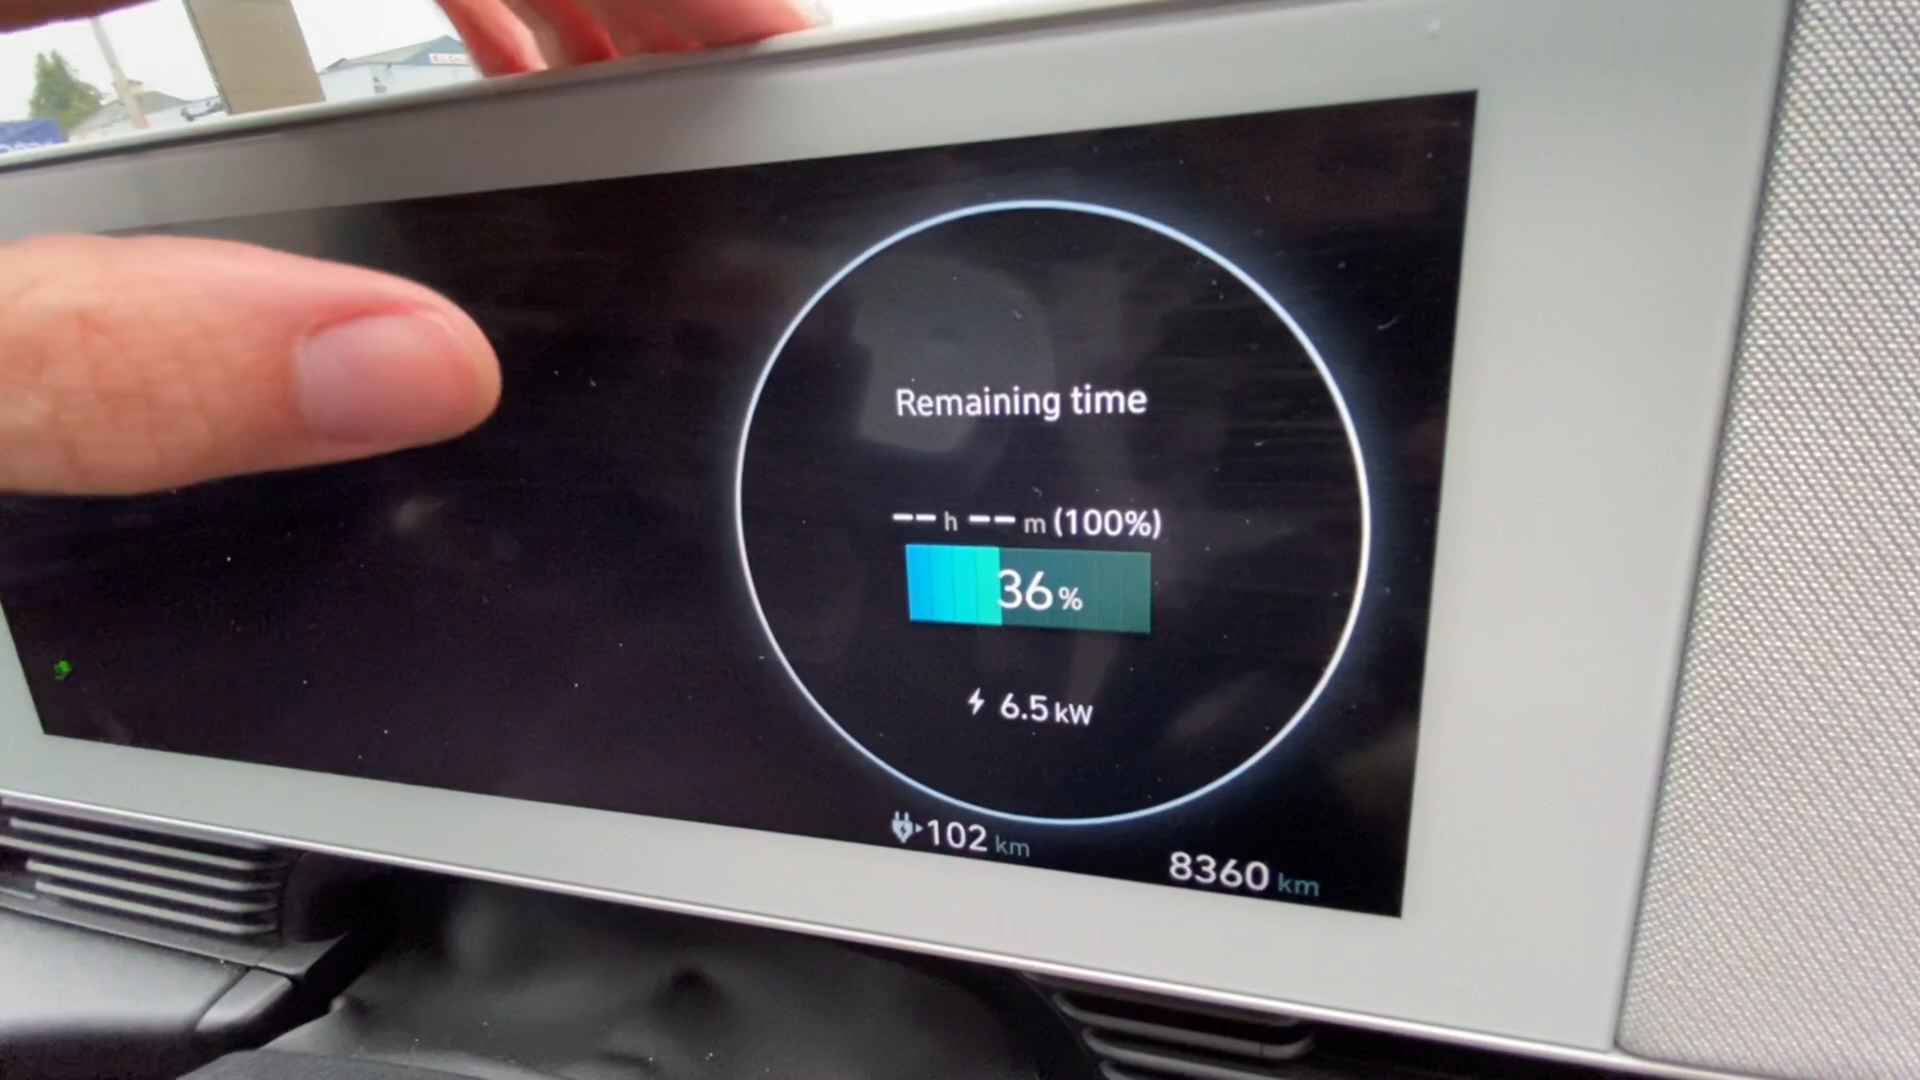 Remaining time
-- h -- m (100%)
36 %
6.5 kW
102 km
8360 km